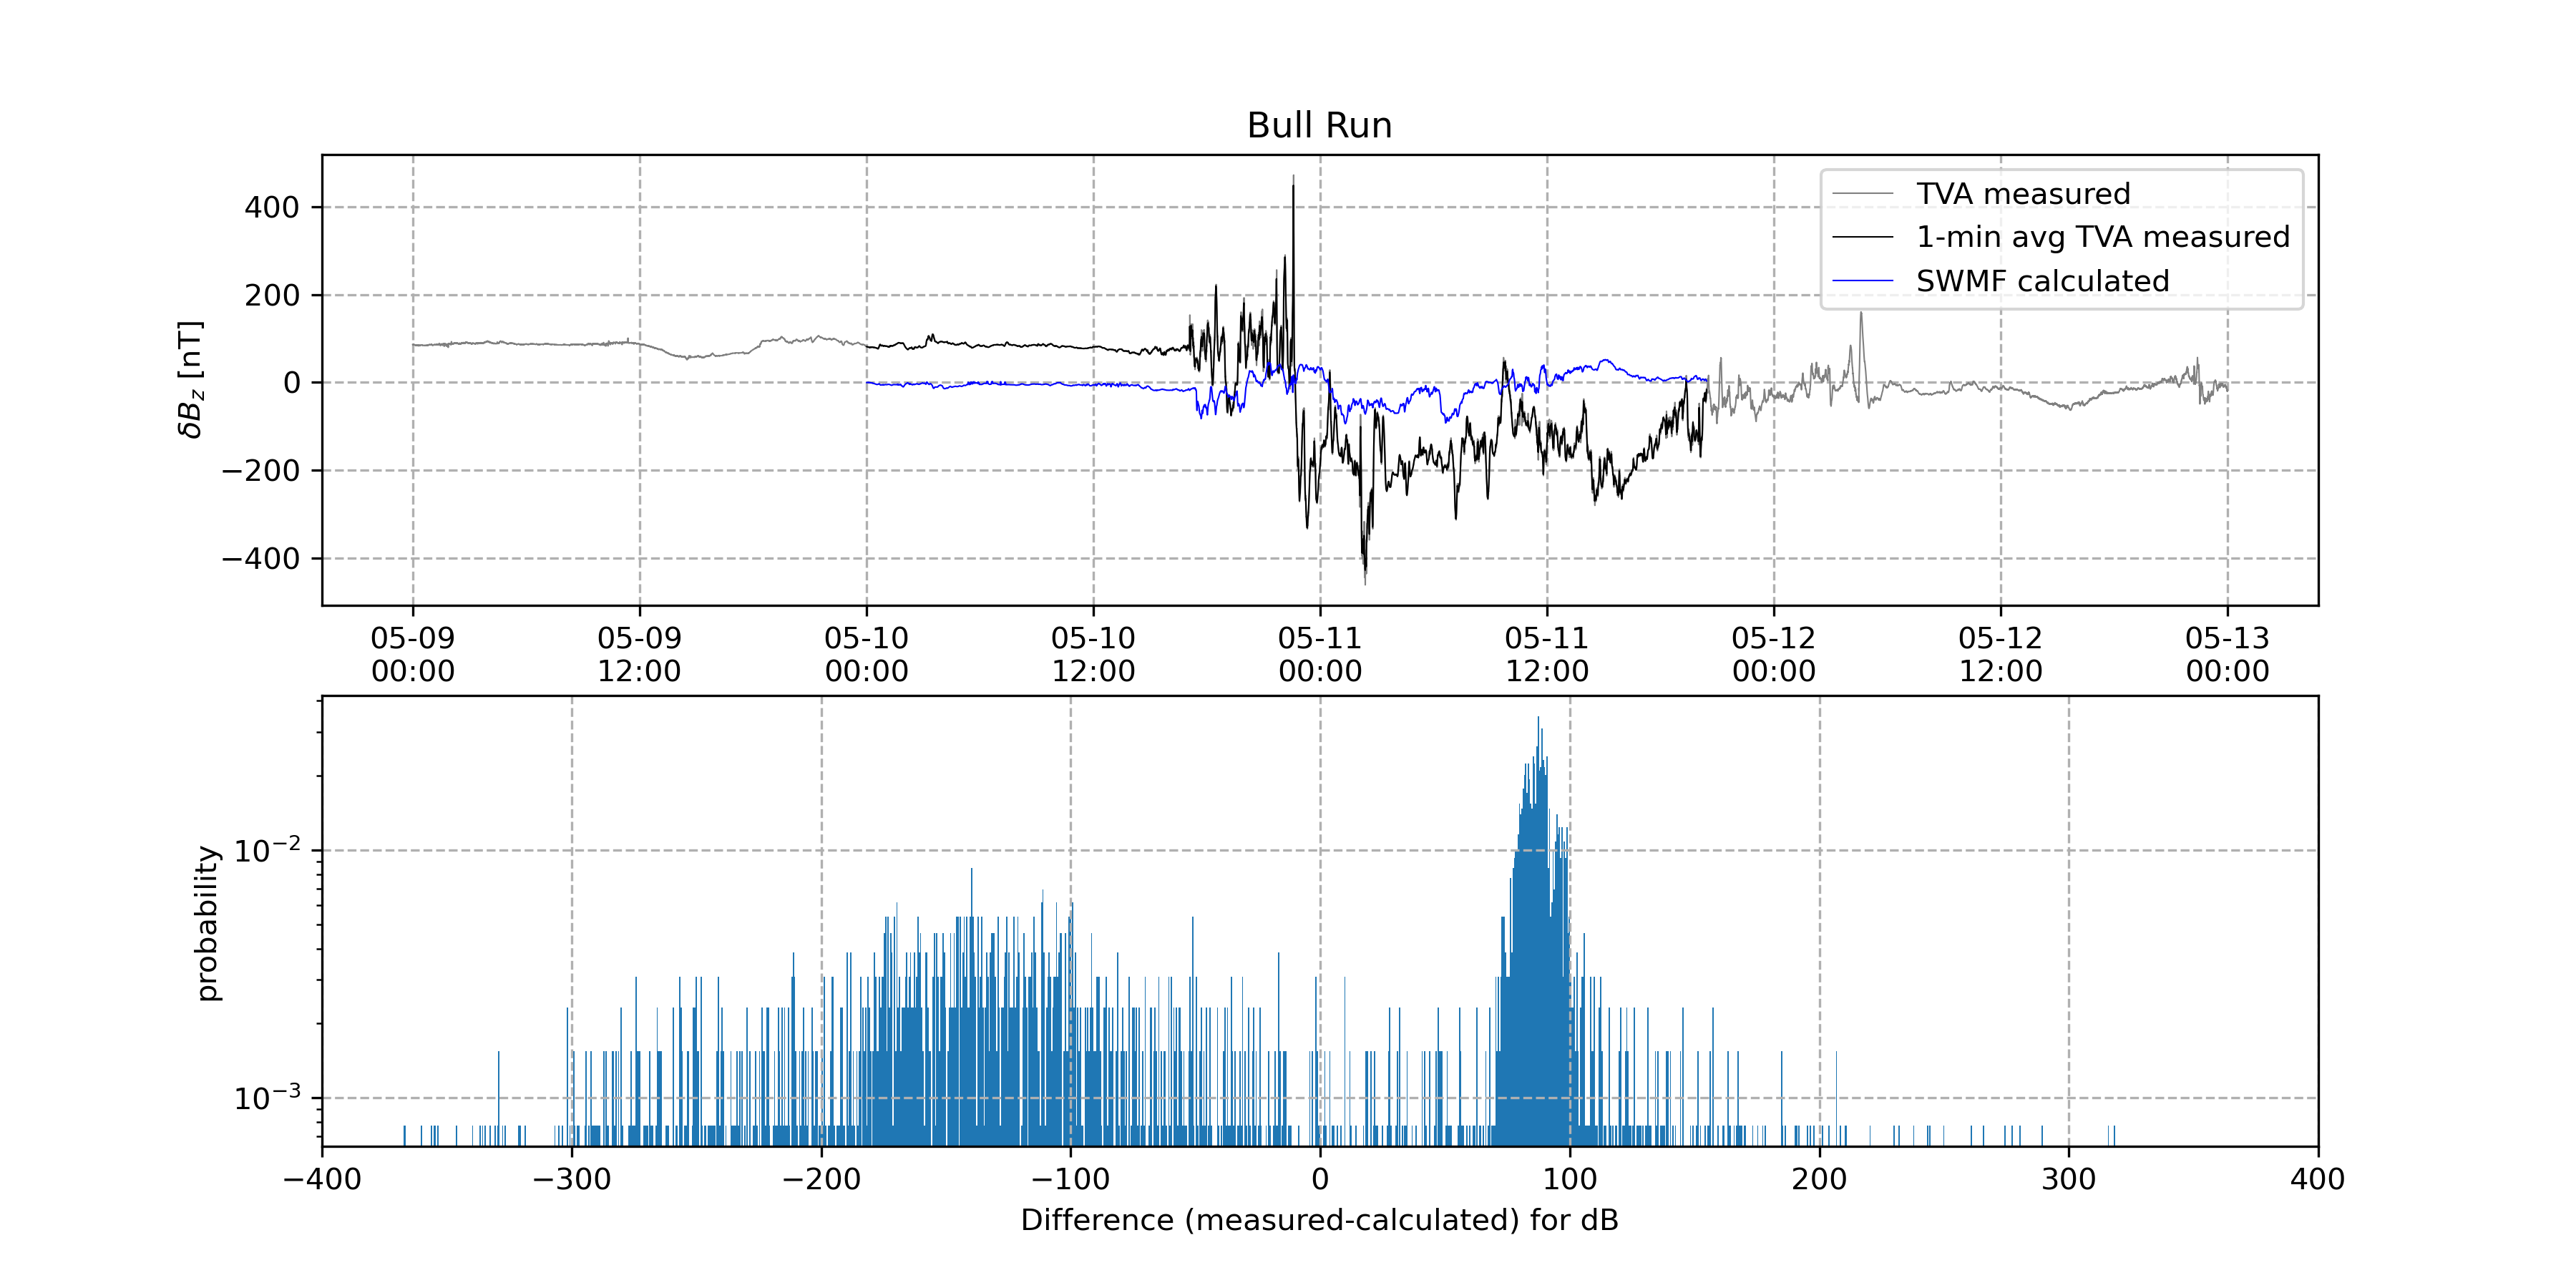 Bull Run
δB_z [nT]
400
200
0
−200
−400
TVA measured
1-min avg TVA measured
SWMF calculated
05-09 05-09 05-10 05-10 05-11 05-11 05-12 05-12 05-13
00:00 12:00 00:00 12:00 00:00 12:00 00:00 12:00 00:00
probability
10⁻²
10⁻³
−400 −300 −200 −100 0 100 200 300 400
Difference (measured-calculated) for dB